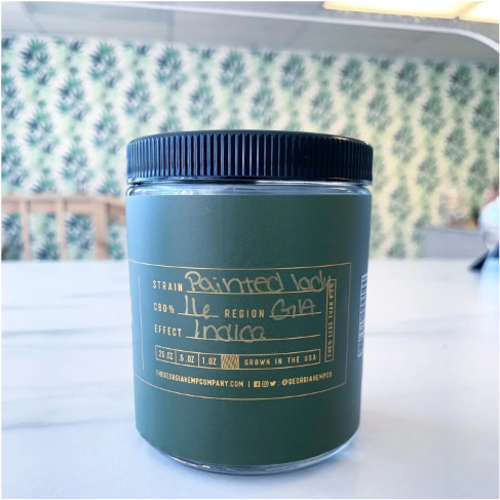 STRAIN Painted lady
CBD% 16 REGION GA
EFFECT Indica
.25 OZ .5 OZ 1 OZ GROWN IN THE USA
THEGEORGIAHEMPCOMPANY.COM | @GEORGIAHEMPCO